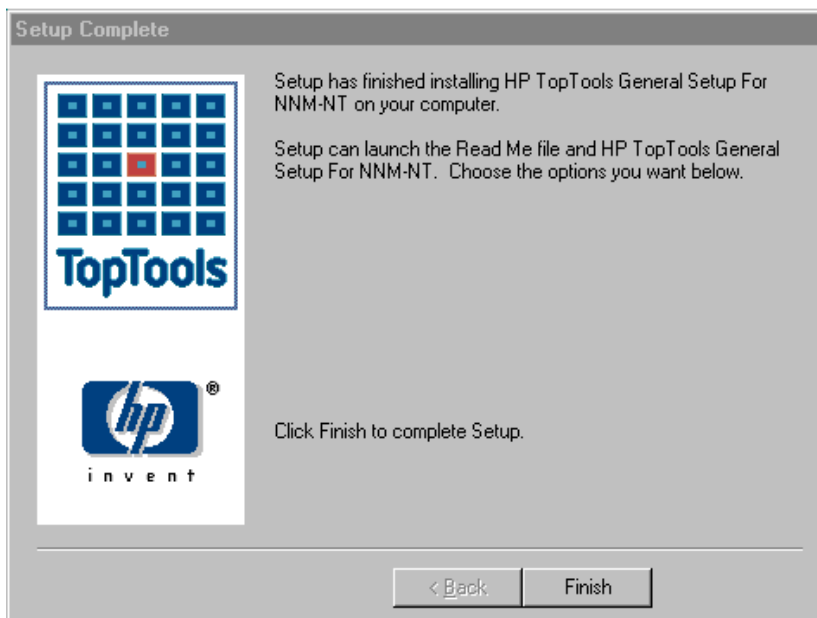 Setup Complete
Setup has finished installing HP TopTools General Setup For
NNM-NT on your computer.
Setup can launch the Read Me file and HP TopTools General
Setup For NNM-NT. Choose the options you want below.
TopTools
hp®
invent
Click Finish to complete Setup.
< Back
Finish